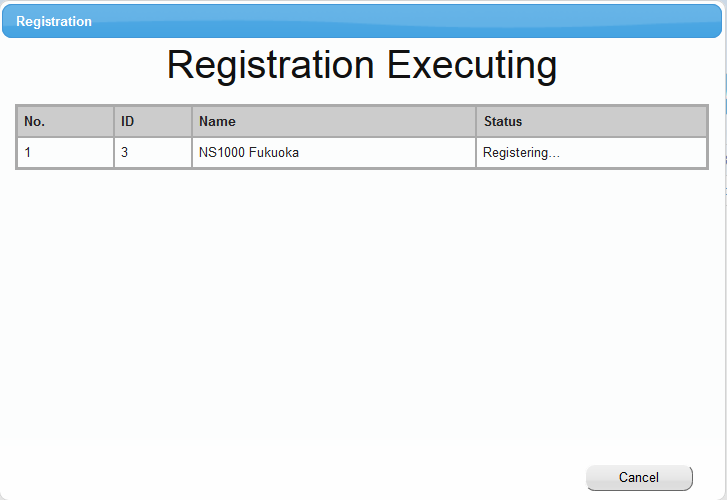 Registration
Registration Executing
No. ID Name Status
1 3 NS1000 Fukuoka Registering...
Cancel